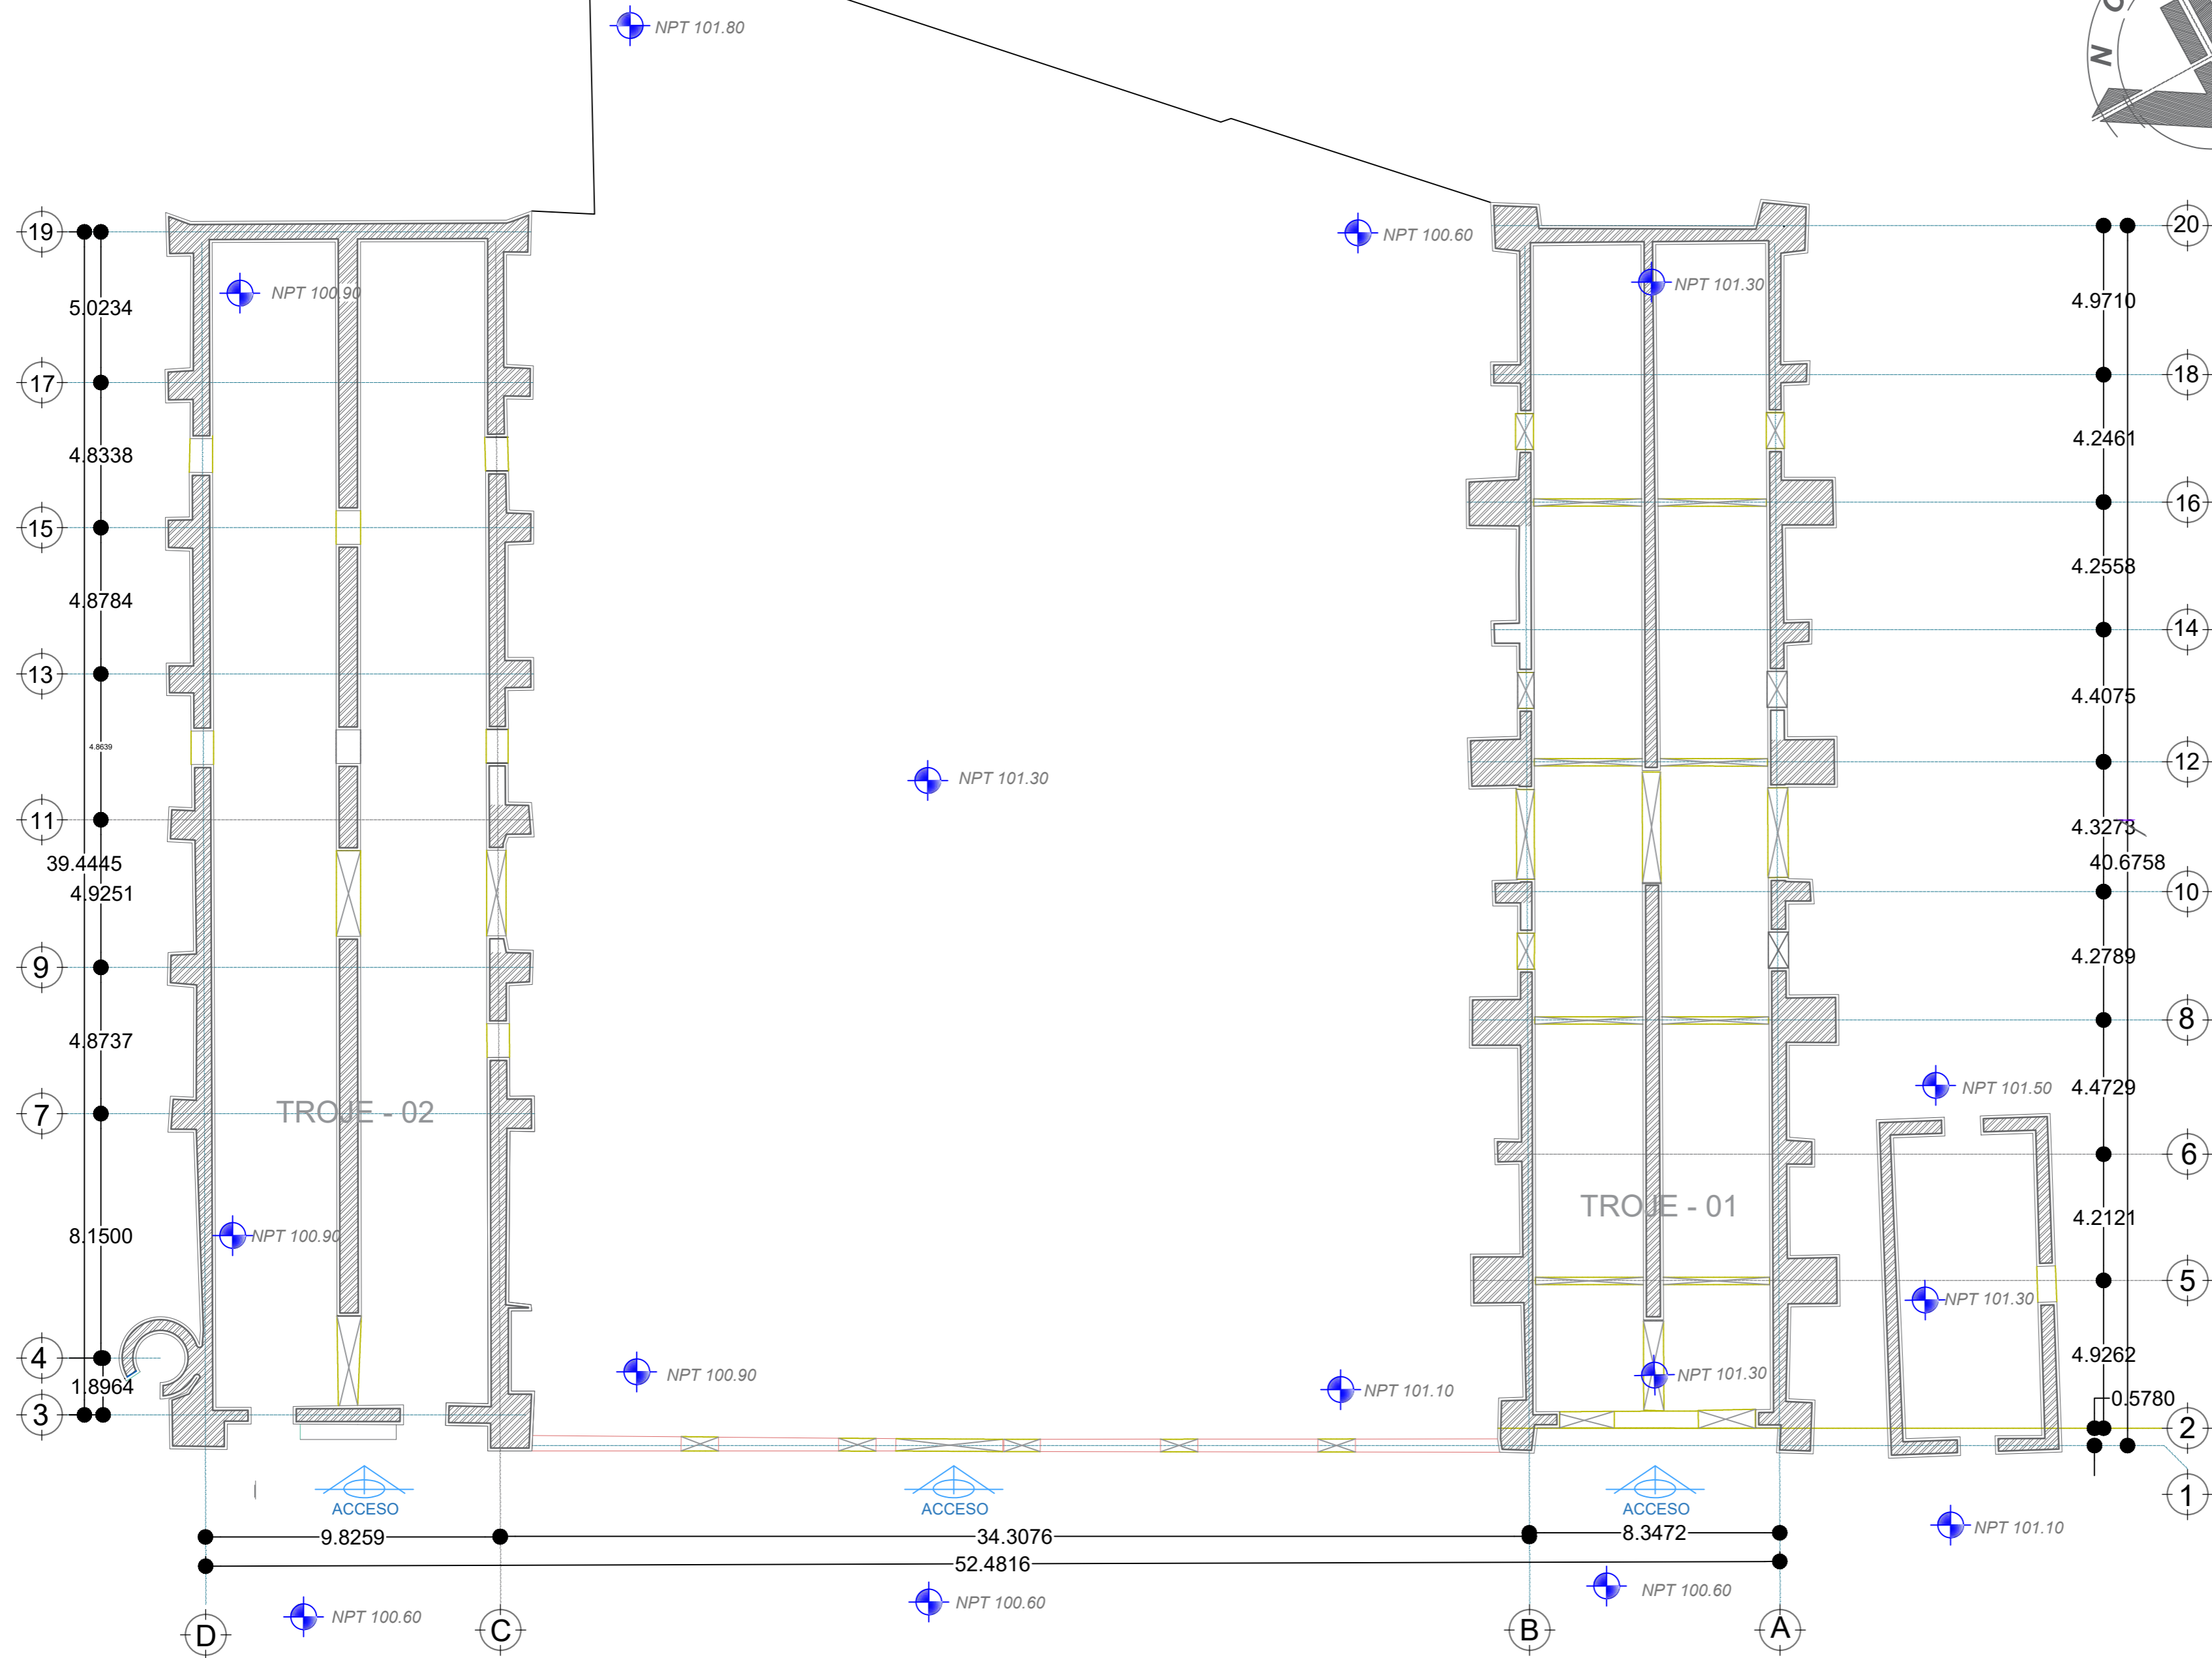 NPT 101.80
N
O
19
NPT 100.60
20
NPT 100.90
NPT 101.30
5.0234
4.9710
17
18
4.8338
4.2461
15
16
4.8784
4.2558
14
13
4.4075
4.8639
12
NPT 101.30
11
4.3273
39.4445
40.6758
4.9251
10
9
4.2789
8
4.8737
NPT 101.50
4.4729
7
TROJE - 02
6
TROJE - 01
4.2121
8.1500
NPT 100.90
5
NPT 101.30
4
4.9262
NPT 100.90
NPT 101.10
NPT 101.30
1.8964
0.5780
3
2
1
ACCESO
ACCESO
ACCESO
NPT 101.10
9.8259
34.3076
8.3472
52.4816
NPT 100.60
NPT 100.60
NPT 100.60
D
C
B
A